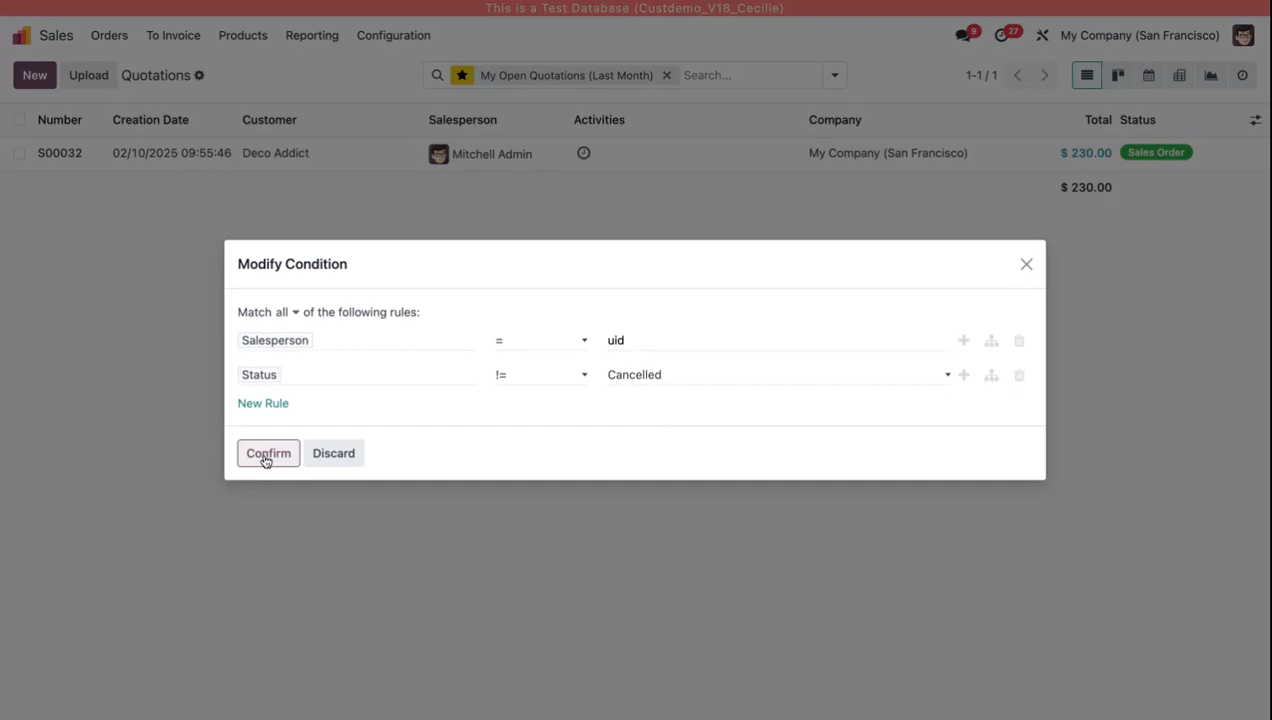 This is a Test Database (Custdemo_V18_Cecilie)
Sales Orders To Invoice Products Reporting Configuration 9 27 My Company (San Francisco)
New Upload Quotations My Open Quotations (Last Month) Search... 1-1 / 1
Number Creation Date Customer Salesperson Activities Company Total Status
S00032 02/10/2025 09:55:46 Deco Addict Mitchell Admin My Company (San Francisco) $ 230.00 Sales Order
$ 230.00
Modify Condition
Match all of the following rules:
Salesperson = uid
Status != Cancelled
New Rule
Confirm Discard